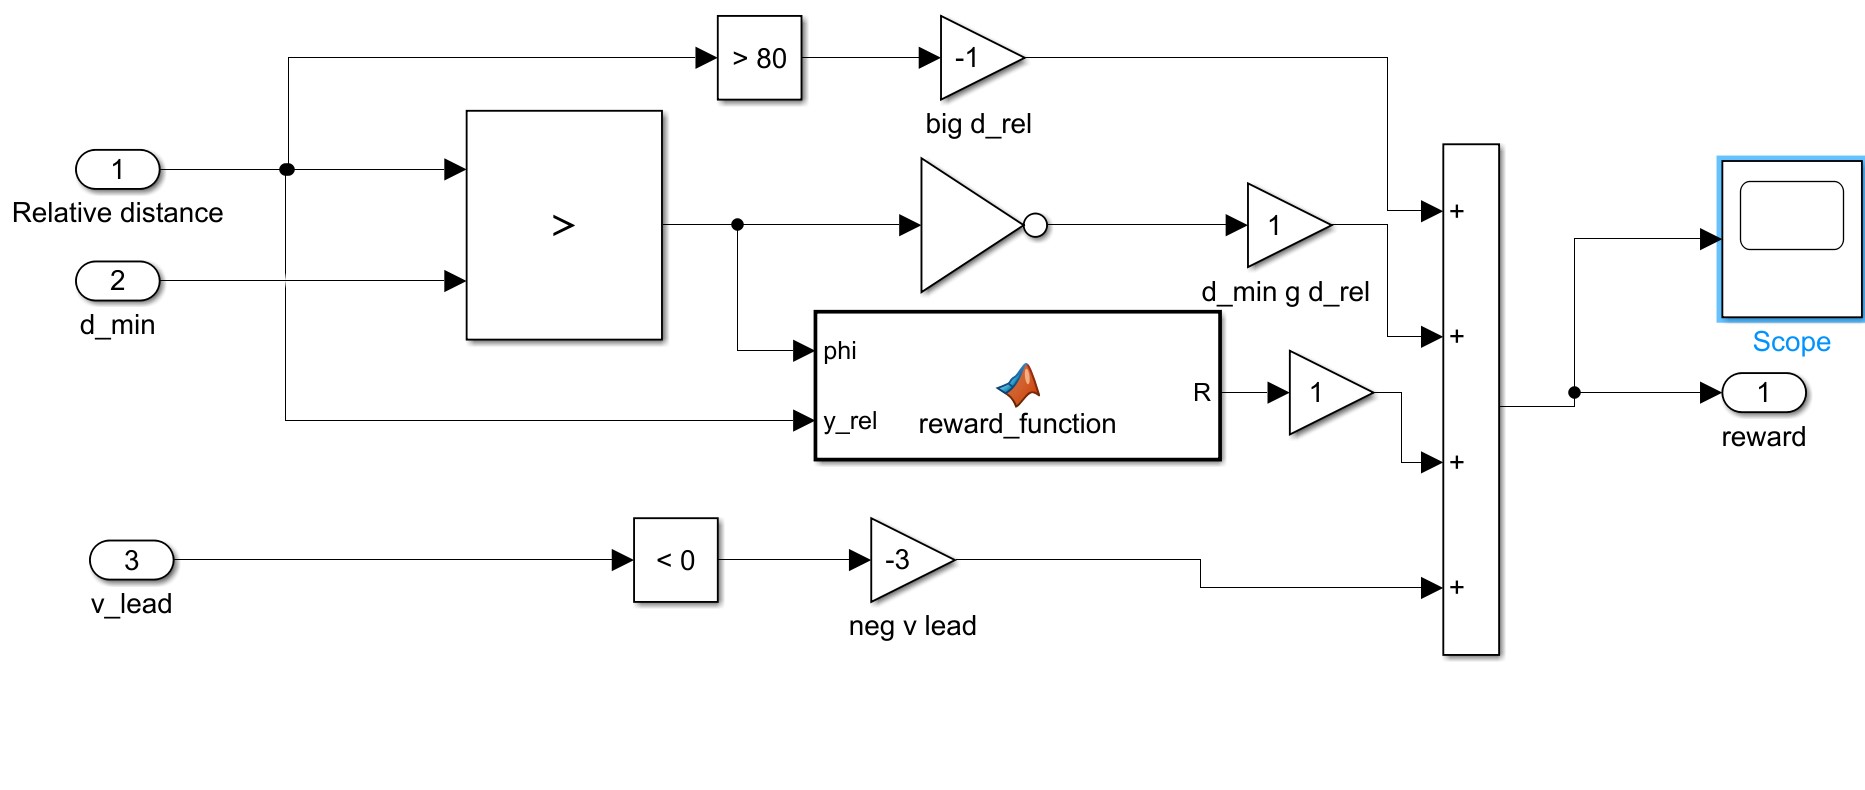 > 80
-1
big d_rel
1
Relative distance
>
1
d_min g d_rel
2
d_min
phi
y_rel
R
reward_function
1
+
+
+
+
Scope
1
reward
3
v_lead
< 0
-3
neg v lead